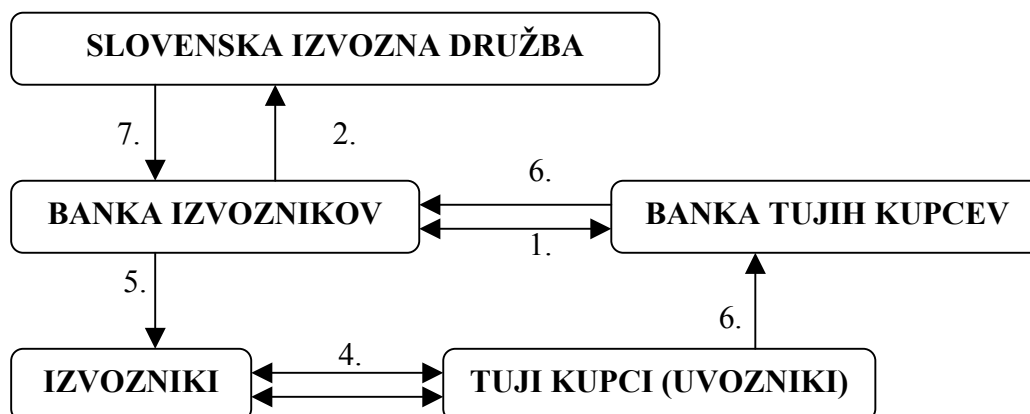 SLOVENSKA IZVOZNA DRUŽBA
7. 2.
6.
BANKA IZVOZNIKOV BANKA TUJIH KUPCEV
1.
5.
6.
4.
IZVOZNIKI TUJI KUPCI (UVOZNIKI)